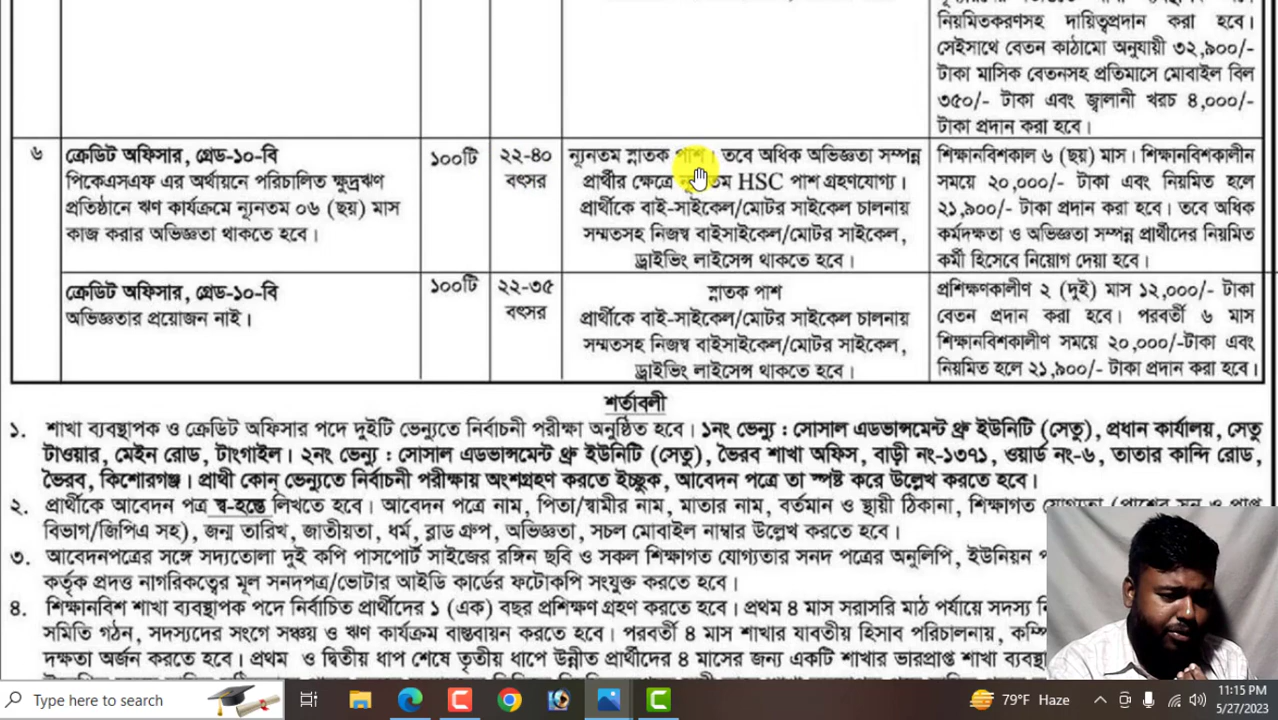 নিয়মিতকরণসহ দায়িত্বপ্রদান করা হবে।
সেইসাথে বেতন কাঠামো অনুযায়ী ৩২,৯০০/-
টাকা মাসিক বেতনসহ প্রতিমাসে মোবাইল বিল
৩৫০/- টাকা এবং জ্বালানী খরচ ৪,০০০/-
টাকা প্রদান করা হবে।
৬
ক্রেডিট অফিসার, গ্রেড-১০-বি
পিকেএসএফ এর অর্থায়নে পরিচালিত ক্ষুদ্রঋণ
প্রতিষ্ঠানে ঋণ কার্যক্রমে ন্যূনতম ০৬ (ছয়) মাস
কাজ করার অভিজ্ঞতা থাকতে হবে।
১০০টি
২২-৪০
বৎসর
ন্যূনতম স্নাতক পাশ। তবে অধিক অভিজ্ঞতা সম্পন্ন
প্রার্থীর ক্ষেত্রে HSC পাশ গ্রহণযোগ্য।
প্রার্থীকে বাই-সাইকেল/মোটর সাইকেল চালনায়
সম্মতসহ নিজস্ব বাইসাইকেল/মোটর সাইকেল,
ড্রাইভিং লাইসেন্স থাকতে হবে।
শিক্ষানবিশকাল ৬ (ছয়) মাস। শিক্ষানবিশকালীন
সময়ে ২০,০০০/- টাকা এবং নিয়মিত হলে
২১,৯০০/- টাকা প্রদান করা হবে। তবে অধিক
কর্মদক্ষতা ও অভিজ্ঞতা সম্পন্ন প্রার্থীদের নিয়মিত
কর্মী হিসেবে নিয়োগ দেয়া হবে।
ক্রেডিট অফিসার, গ্রেড-১০-বি
অভিজ্ঞতার প্রয়োজন নাই।
১০০টি
২২-৩৫
বৎসর
স্নাতক পাশ
প্রার্থীকে বাই-সাইকেল/মোটর সাইকেল চালনায়
সম্মতসহ নিজস্ব বাইসাইকেল/মোটর সাইকেল,
ড্রাইভিং লাইসেন্স থাকতে হবে।
প্রশিক্ষণকালীণ ২ (দুই) মাস ১২,০০০/- টাকা
বেতন প্রদান করা হবে। পরবর্তী ৬ মাস
শিক্ষানবিশকালীণ সময়ে ২০,০০০/-টাকা এবং
নিয়মিত হলে ২১,৯০০/- টাকা প্রদান করা হবে।
শর্তাবলী
১. শাখা ব্যবস্থাপক ও ক্রেডিট অফিসার পদে দুইটি ভেন্যুতে নির্বাচনী পরীক্ষা অনুষ্ঠিত হবে। ১নং ভেন্যু : সোসাল এডভান্সমেন্ট থ্রু ইউনিটি (সেতু), প্রধান কার্যালয়, সেতু
টাওয়ার, মেইন রোড, টাংগাইল। ২নং ভেন্যু : সোসাল এডভান্সমেন্ট থ্রু ইউনিটি (সেতু), ভৈরব শাখা অফিস, বাড়ী নং-১৩৭১, ওয়ার্ড নং-৬, তাতার কান্দি রোড,
ভৈরব, কিশোরগঞ্জ। প্রার্থী কোন্ ভেন্যুতে নির্বাচনী পরীক্ষায় অংশগ্রহণ করতে ইচ্ছুক, আবেদন পত্রে তা স্পষ্ট করে উল্লেখ করতে হবে।
২. প্রার্থীকে আবেদন পত্র স্ব-হস্তে লিখতে হবে। আবেদন পত্রে নাম, পিতা/স্বামীর নাম, মাতার নাম, বর্তমান ও স্থায়ী ঠিকানা, শিক্ষাগত যোগ্যতা (পাশের সন ও প্রাপ্ত
বিভাগ/জিপিএ সহ), জন্ম তারিখ, জাতীয়তা, ধর্ম, ব্লাড গ্রুপ, অভিজ্ঞতা, সচল মোবাইল নাম্বার উল্লেখ করতে হবে।
৩. আবেদনপত্রের সঙ্গে সদ্যতোলা দুই কপি পাসপোর্ট সাইজের রঙ্গিন ছবি ও সকল শিক্ষাগত যোগ্যতার সনদ পত্রের অনুলিপি, ইউনিয়ন
কর্তৃক প্রদত্ত নাগরিকত্বের মূল সনদপত্র/ভোটার আইডি কার্ডের ফটোকপি সংযুক্ত করতে হবে।
৪. শিক্ষানবিশ শাখা ব্যবস্থাপক পদে নির্বাচিত প্রার্থীদের ১ (এক) বছর প্রশিক্ষণ গ্রহণ করতে হবে। প্রথম ৪ মাস সরাসরি মাঠ পর্যায়ে সদস্য
সমিতি গঠন, সদস্যদের সংগে সঞ্চয় ও ঋণ কার্যক্রম বাস্তবায়ন করতে হবে। পরবর্তী ৪ মাস শাখার যাবতীয় হিসাব পরিচালনায়,
দক্ষতা অর্জন করতে হবে। প্রথম ও দ্বিতীয় ধাপ শেষে তৃতীয় ধাপে উন্নীত প্রার্থীদের ৪ মাসের জন্য একটি শাখার ভারপ্রাপ্ত শাখা
Type here to search
79°F Haze
11:15 PM
5/27/2023